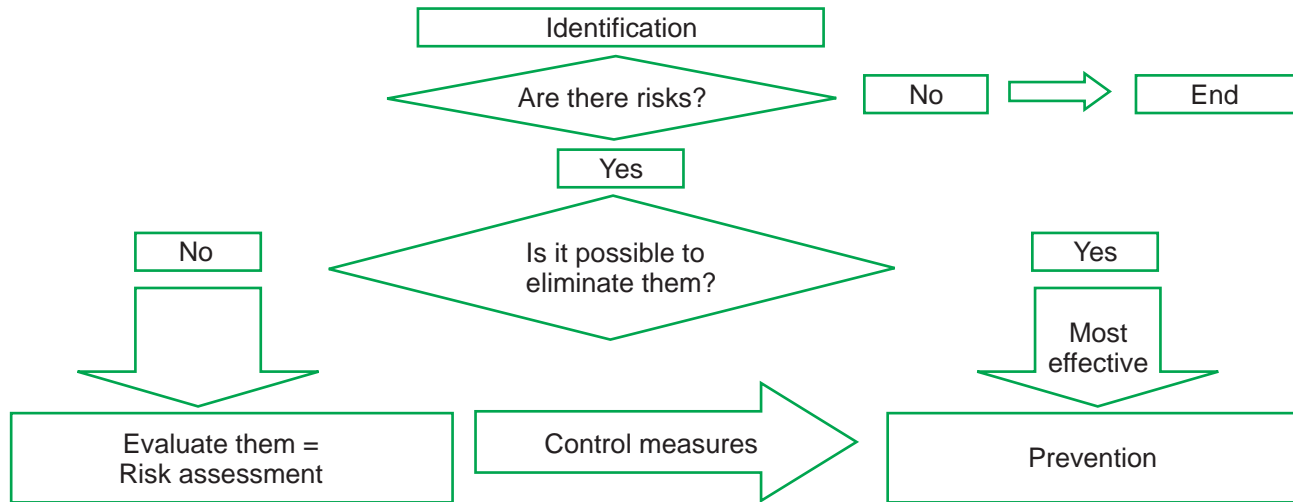 Identification
Are there risks?
No
End
Yes
No
Is it possible to
eliminate them?
Yes
Most
effective
Evaluate them =
Risk assessment
Control measures
Prevention